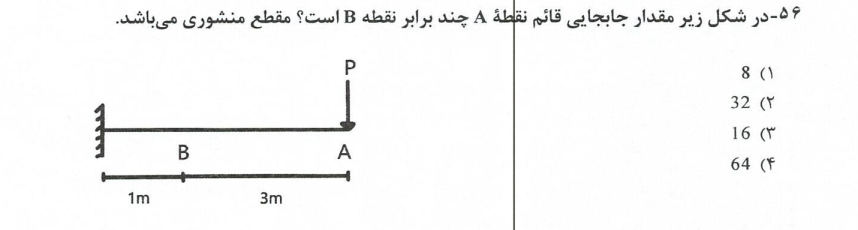 ۵۶-در شکل زیر مقدار جابجایی قائم نقطهٔ A چند برابر نقطه B است؟ مقطع منشوری می‌باشد.
۱) 8
۲) 32
۳) 16
۴) 64
P
B A
1m 3m